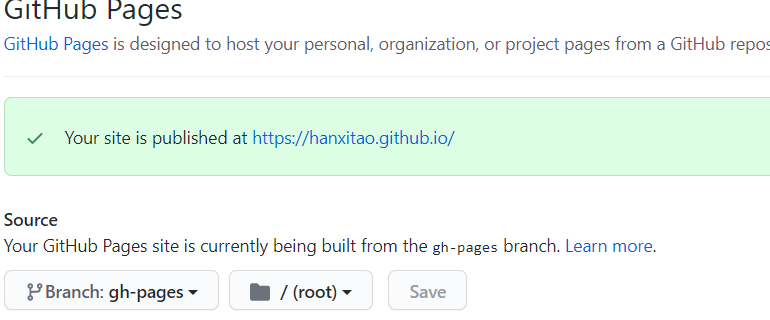 GitHub Pages
GitHub Pages is designed to host your personal, organization, or project pages from a GitHub repos
Your site is published at https://hanxitao.github.io/
Source
Your GitHub Pages site is currently being built from the gh-pages branch. Learn more.
Branch: gh-pages / (root) Save